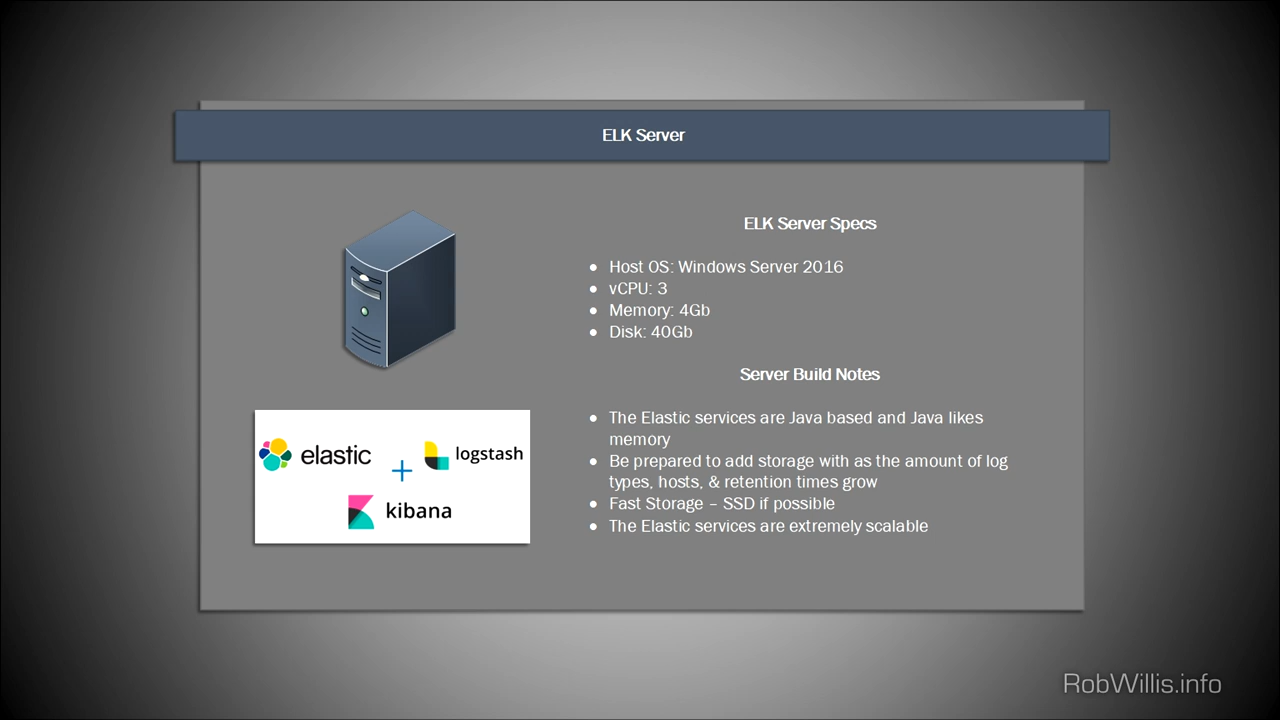 ELK Server
ELK Server Specs
Host OS: Windows Server 2016
vCPU: 3
Memory: 4Gb
Disk: 40Gb
Server Build Notes
The Elastic services are Java based and Java likes
memory
Be prepared to add storage with as the amount of log
types, hosts, & retention times grow
Fast Storage – SSD if possible
The Elastic services are extremely scalable
elastic
+
logstash
kibana
RobWillis.info